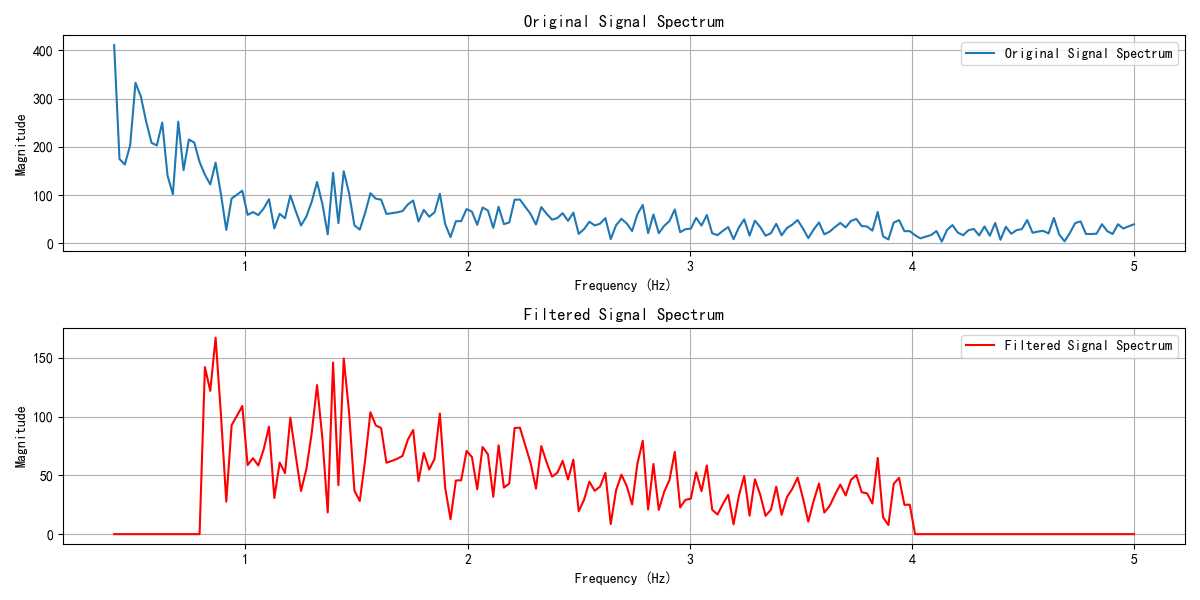 Original Signal Spectrum
400
300
200
100
0
Magnitude
Original Signal Spectrum
1 2 3 4 5
Frequency (Hz)
Filtered Signal Spectrum
150
100
50
0
Magnitude
Filtered Signal Spectrum
1 2 3 4 5
Frequency (Hz)